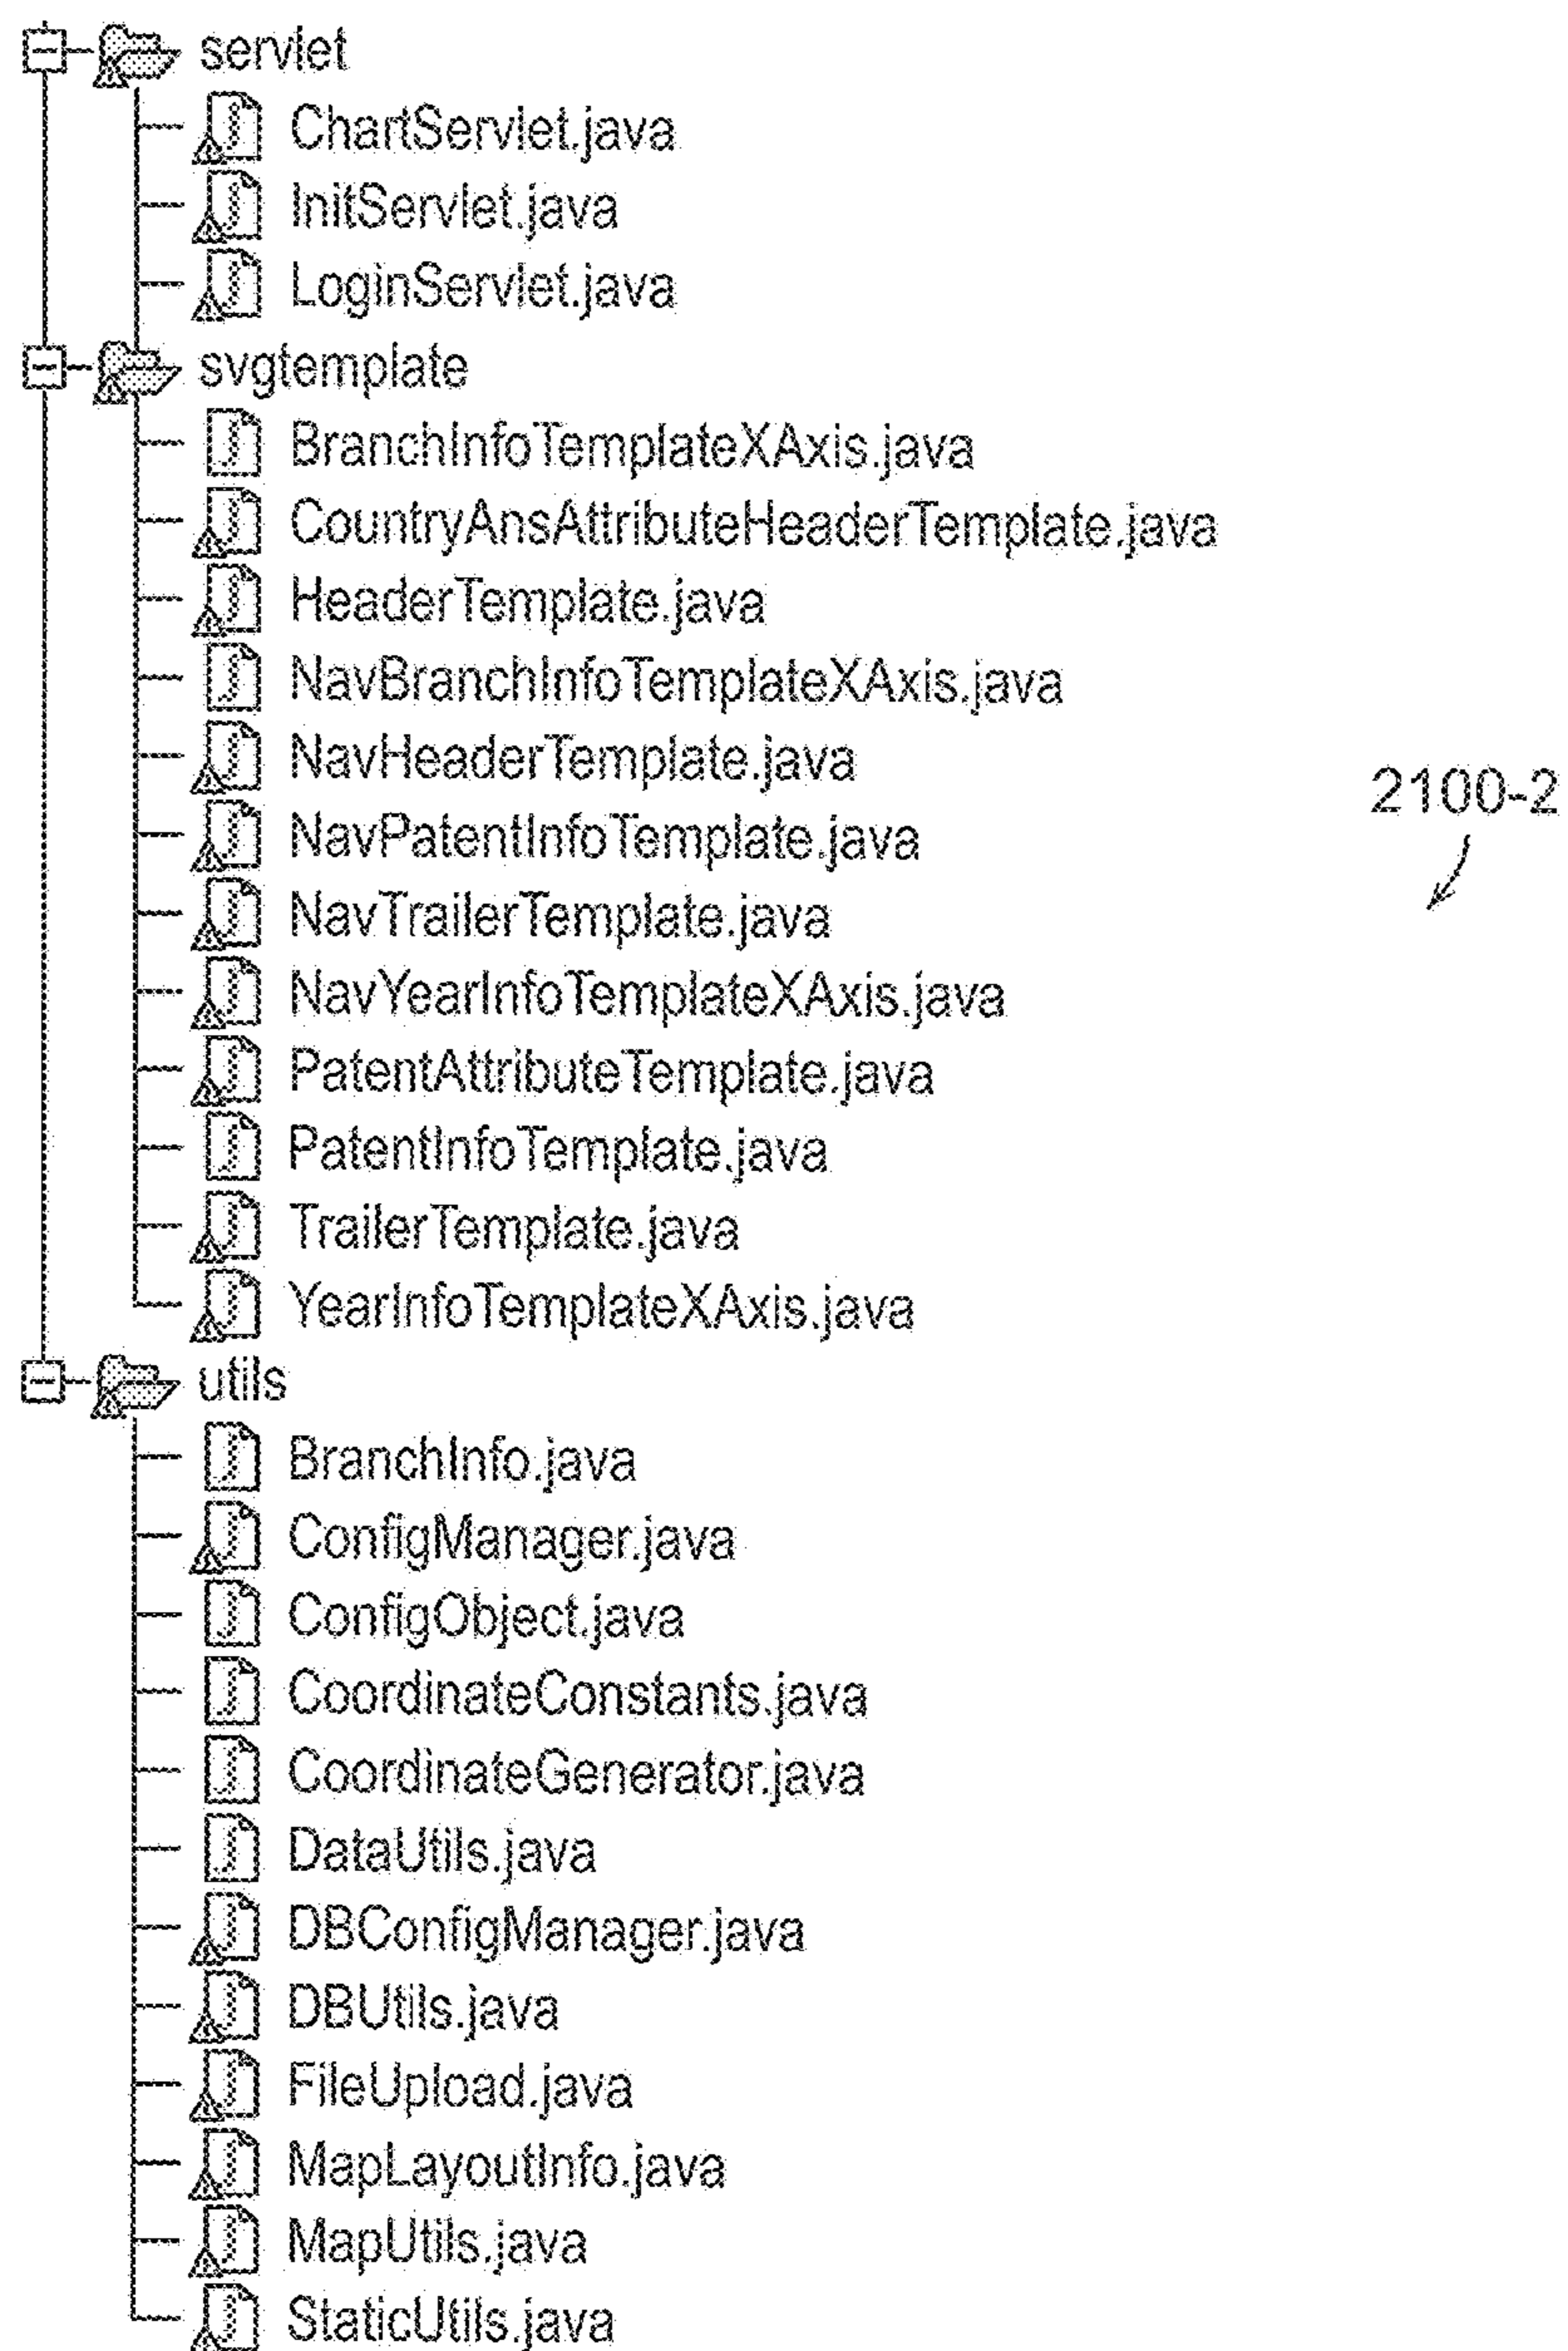 servlet
ChartServlet.java
InitServlet.java
LoginServlet.java
svgtemplate
BranchInfoTemplateXAxis.java
CountryAnsAttributeHeaderTemplate.java
HeaderTemplate.java
NavBranchInfoTemplateXAxis.java
NavHeaderTemplate.java
2100-2
NavPatentInfoTemplate.java
NavTrailerTemplate.java
NavYearInfoTemplateXAxis.java
PatentAttributeTemplate.java
PatentInfoTemplate.java
TrailerTemplate.java
YearInfoTemplateXAxis.java
utils
BranchInfo.java
ConfigManager.java
ConfigObject.java
CoordinateConstants.java
CoordinateGenerator.java
DataUtils.java
DBConfigManager.java
DBUtils.java
FileUpload.java
MapLayoutInfo.java
MapUtils.java
StaticUtils.java